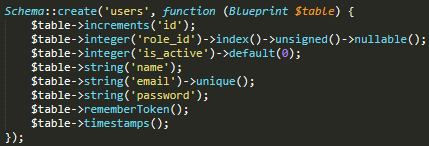 Schema::create('users', function (Blueprint $table) {
$table->increments('id');
$table->integer('role_id')->index()->unsigned()->nullable();
$table->integer('is_active')->default(0);
$table->string('name');
$table->string('email')->unique();
$table->string('password');
$table->rememberToken();
$table->timestamps();
});